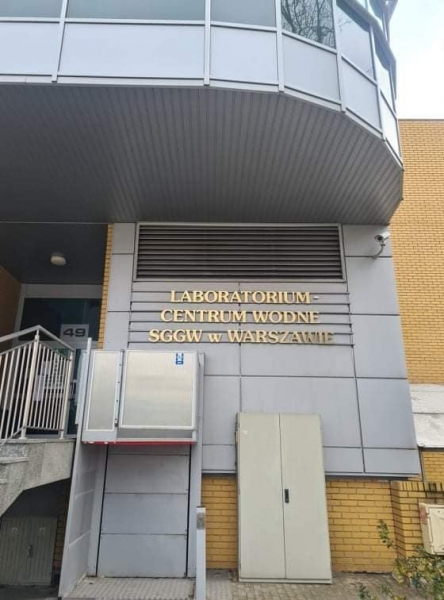 LABORATORIUM-
CENTRUM WODNE
SGGW w WARSZAWIE
49